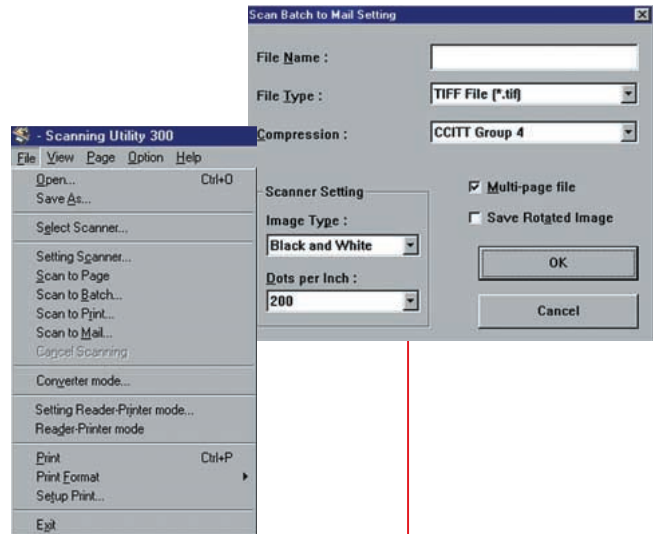 Scan Batch to Mail Setting
File Name :
File Type :
TIFF File (*.tif)
Compression :
CCITT Group 4
Scanner Setting
Image Type :
Black and White
Dots per Inch :
200
Multi-page file
Save Rotated Image
OK
Cancel
- Scanning Utility 300
File View Page Option Help
Open... Ctrl+O
Save As...
Select Scanner...
Setting Scanner...
Scan to Page
Scan to Batch...
Scan to Print...
Scan to Mail...
Cancel Scanning
Converter mode...
Setting Reader-Printer mode...
Reader-Printer mode
Print Ctrl+P
Print Format
Setup Print...
Exit